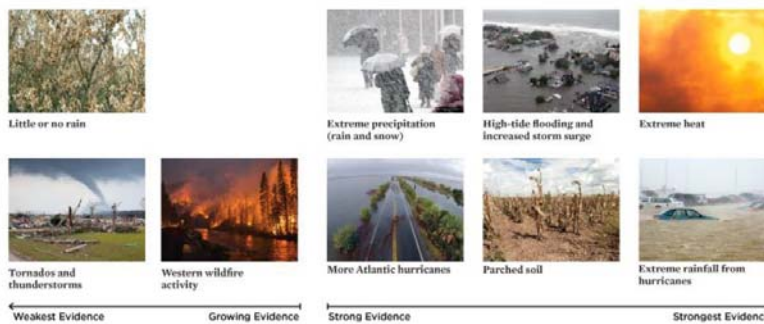 Little or no rain
Extreme precipitation
(rain and snow)
High-tide flooding and
increased storm surge
Extreme heat
Tornados and
thunderstorms
Western wildfire
activity
More Atlantic hurricanes
Parched soil
Extreme rainfall from
hurricanes
Weakest Evidence
Growing Evidence
Strong Evidence
Strongest Evidence